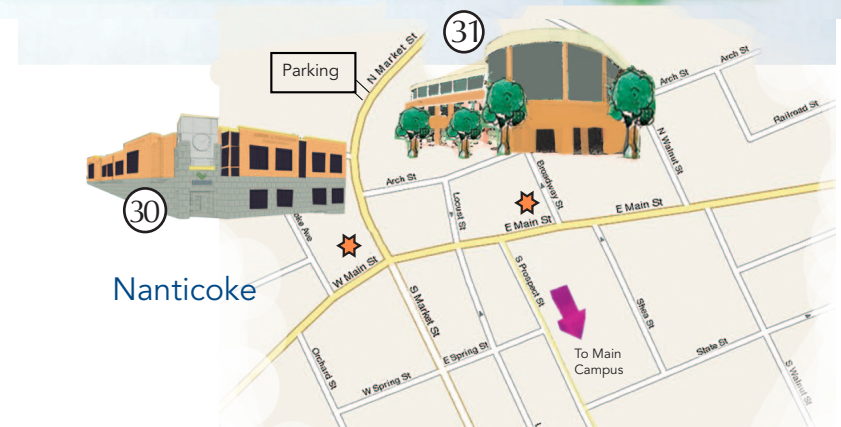 31
N Market St
Parking
Arch St
Arch St
Railroad St
N Walnut St
Broadway St
Arch St
Locust St
30
oke Ave
E Main St
E Main St
W Main St
Nanticoke
S Market St
S Prospect St
Shea St
To Main
Campus
State St
E Spring St
W Spring St
Orchard St
S Walnut St